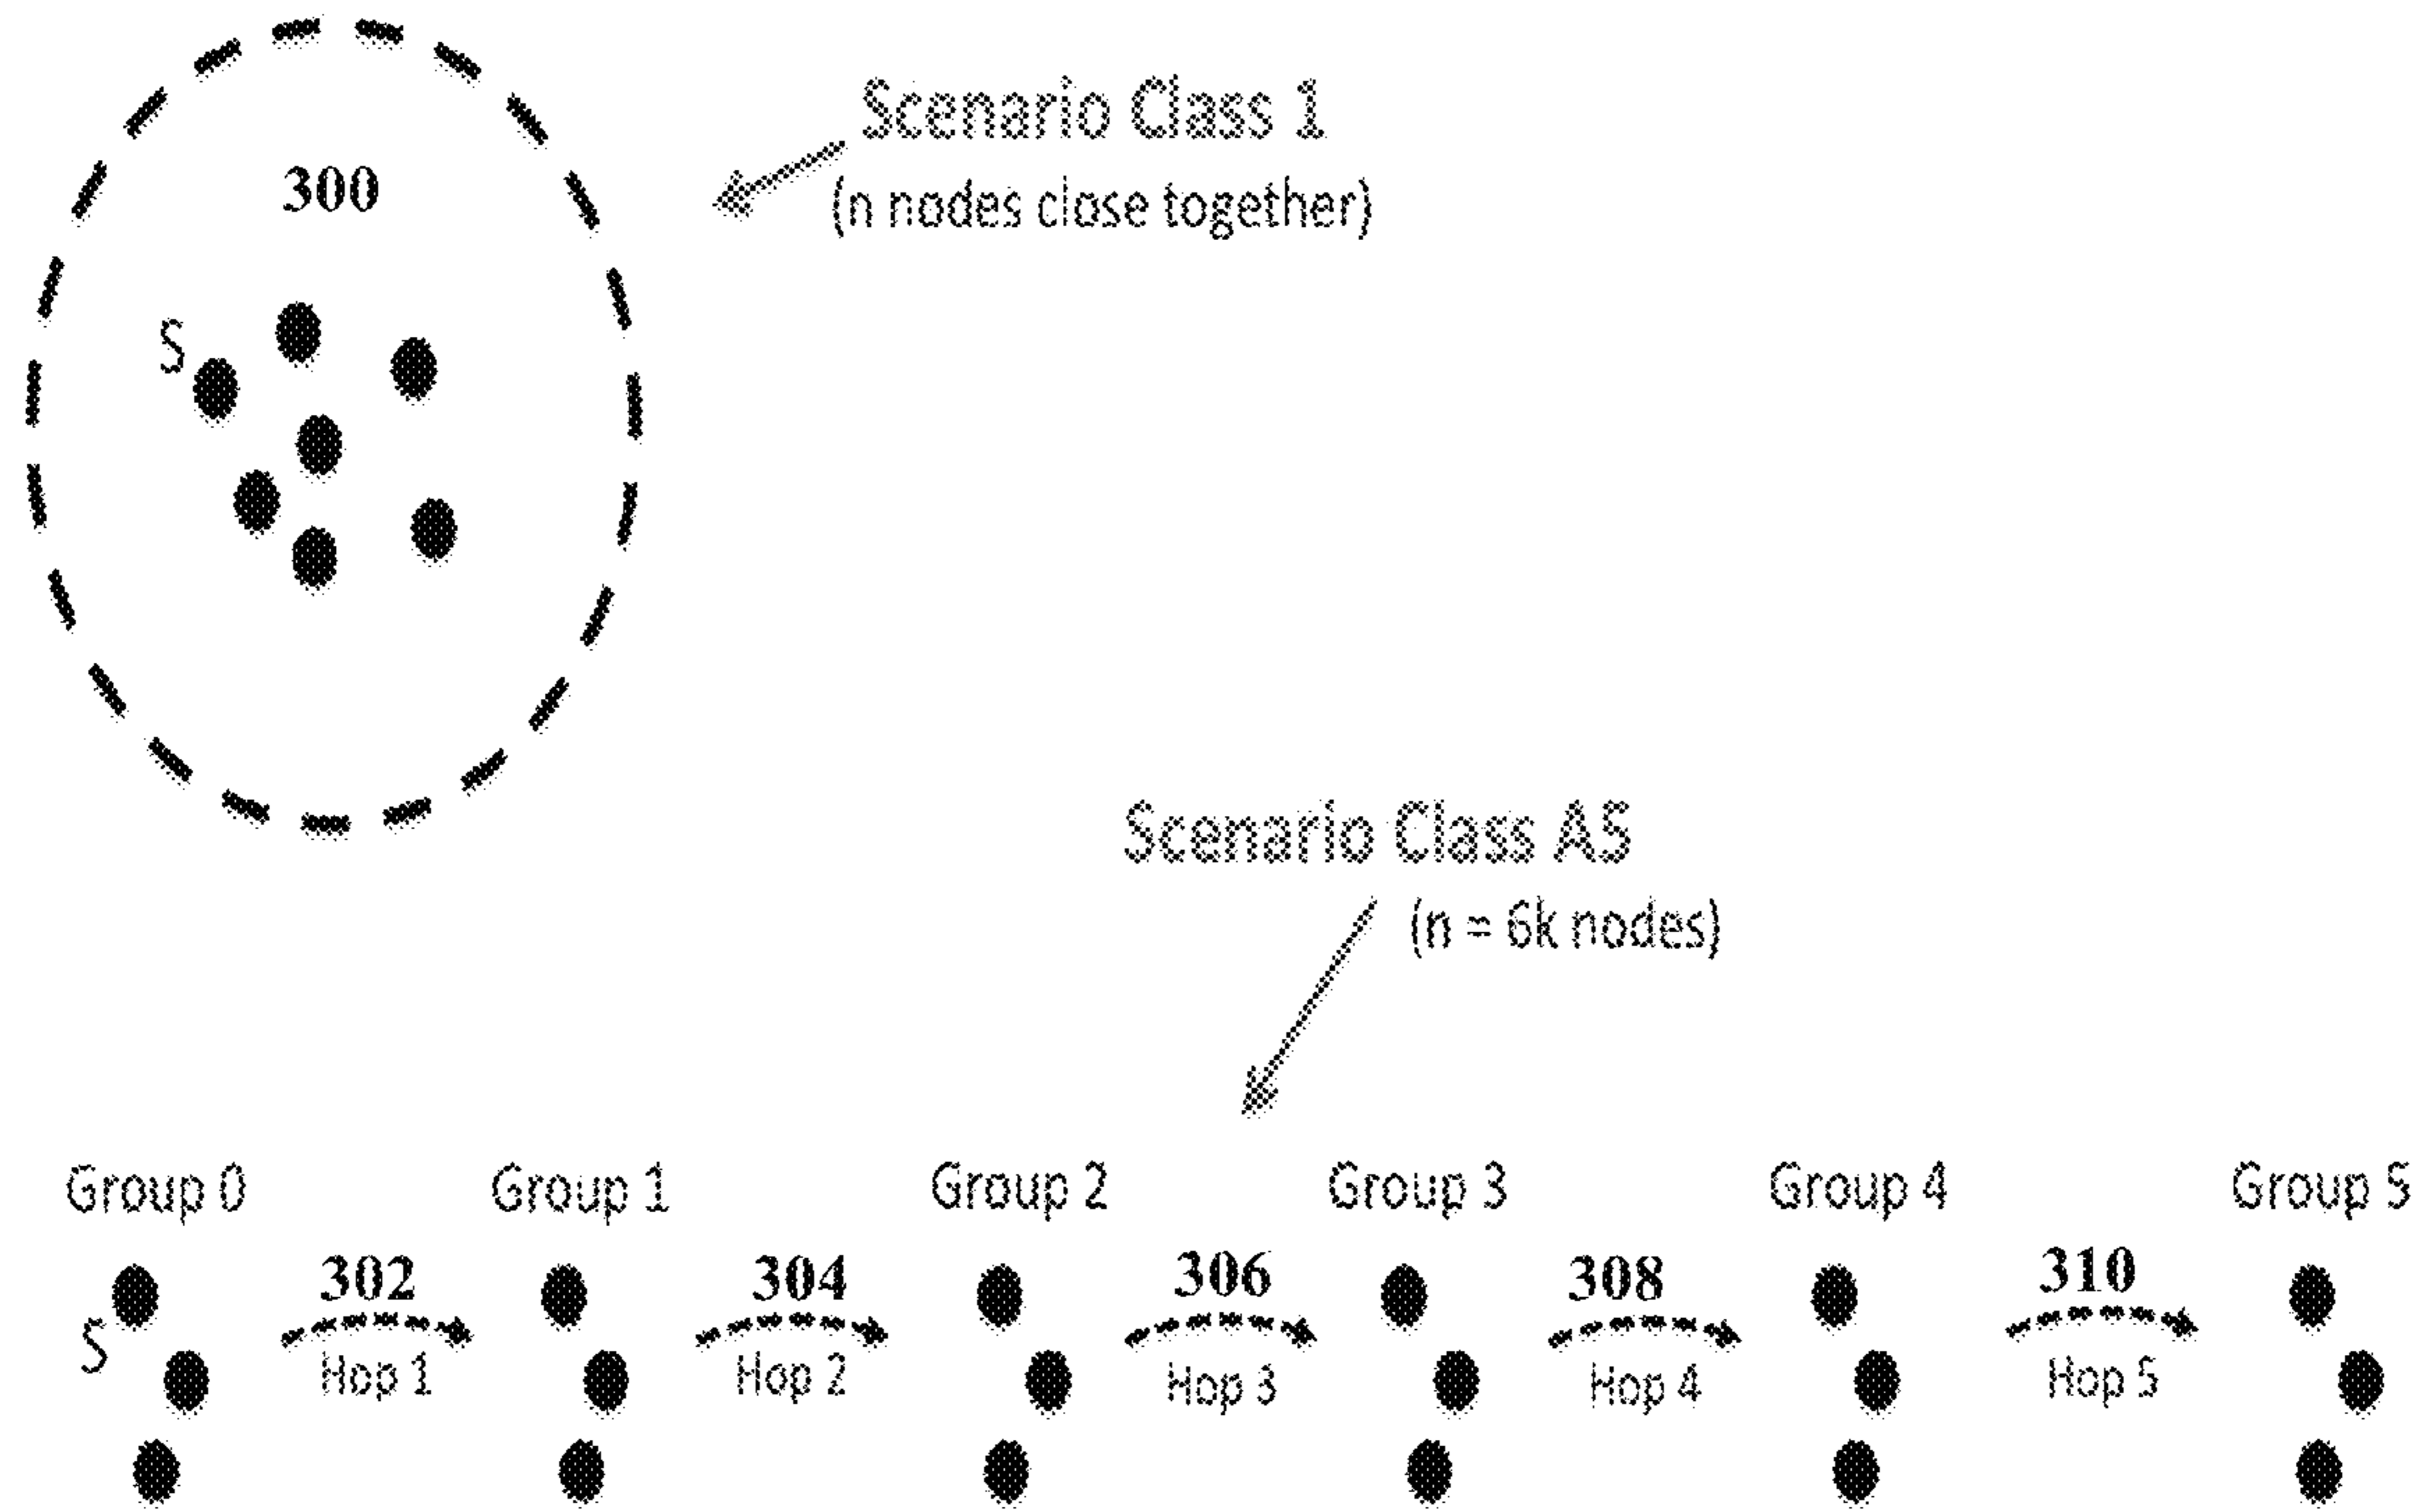 Scenario Class 1
(n nodes close together)
300
S
Scenario Class A5
(n = 6k nodes)
Group 0 Group 1 Group 2 Group 3 Group 4 Group 5
302 304 306 308 310
S
Hop 1 Hop 2 Hop 3 Hop 4 Hop 5